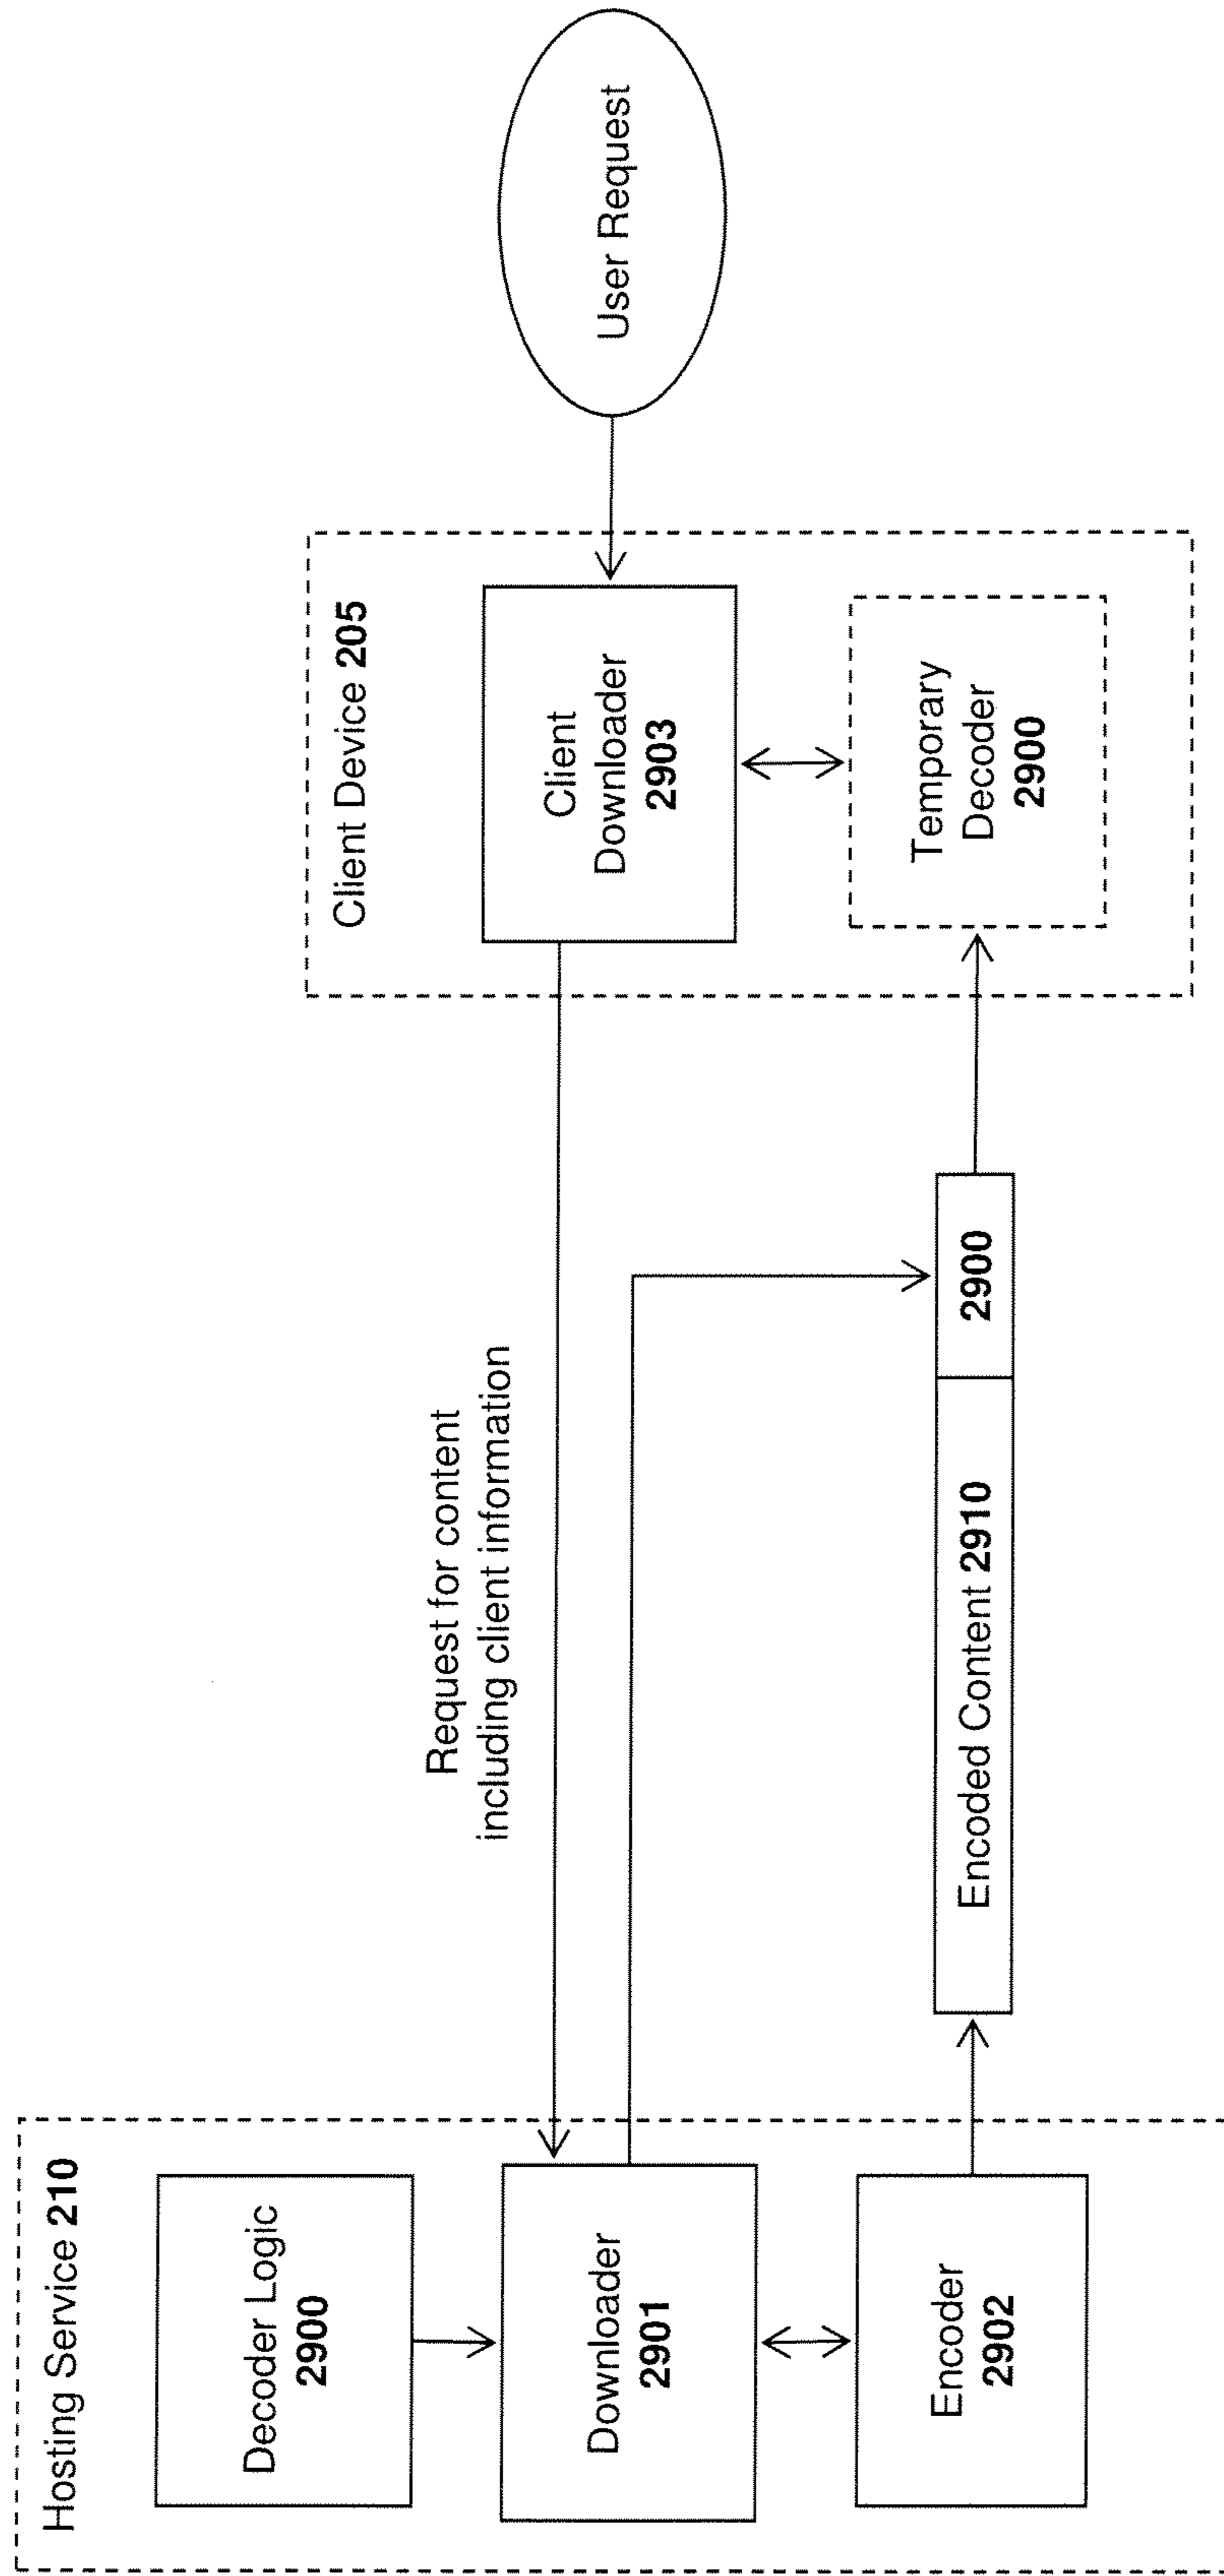 Hosting Service 210
Decoder Logic
2900
Downloader
2901
Encoder
2902
Request for content
including client information
Encoded Content 2910
2900
Client Device 205
Client
Downloader
2903
Temporary
Decoder
2900
User Request